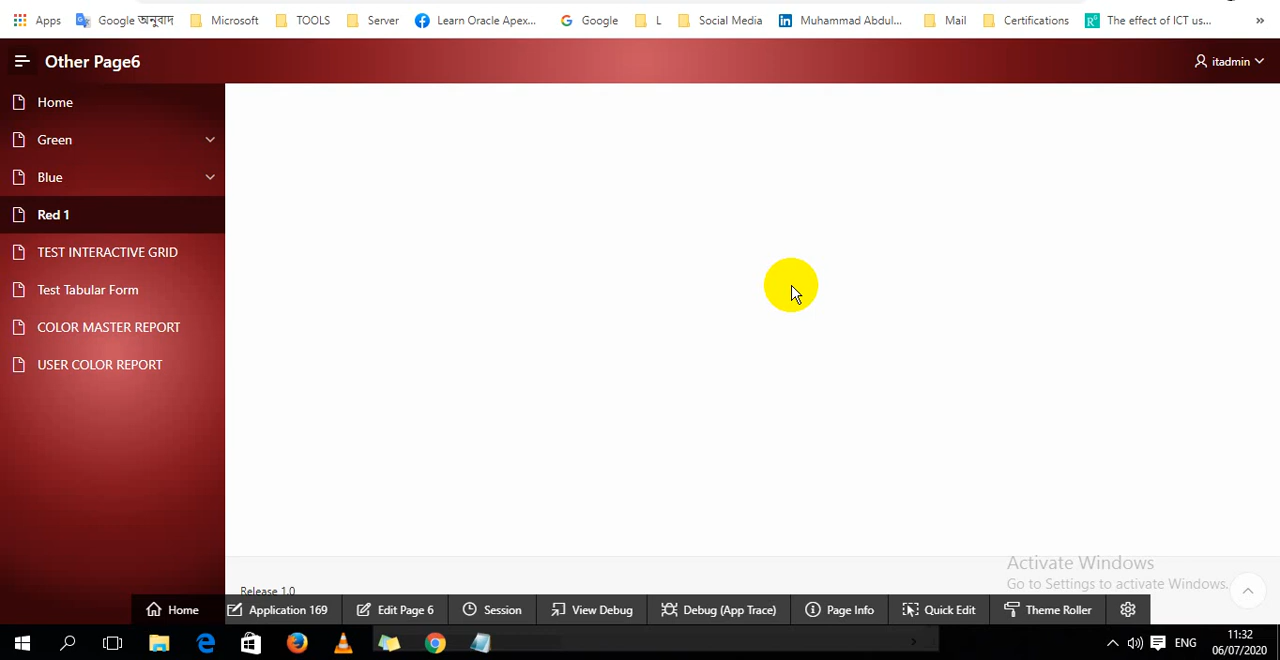 Apps Google অনুবাদ Microsoft TOOLS Server Learn Oracle Apex... Google L Social Media Muhammad Abdul... Mail Certifications The effect of ICT us... »
Other Page6
itadmin
Home
Green
Blue
Red 1
TEST INTERACTIVE GRID
Test Tabular Form
COLOR MASTER REPORT
USER COLOR REPORT
Activate Windows
Go to Settings to activate Windows.
Release 1.0
Home Application 169 Edit Page 6 Session View Debug Debug (App Trace) Page Info Quick Edit Theme Roller
ENG
11:32
06/07/2020